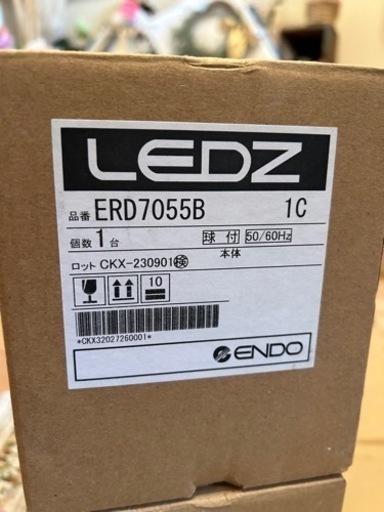 LEDZ
品番 ERD7055B 1C
個数 1 台 球付 50/60Hz
ロット CKX-230901 検 本体
10
*CKX32027260001*
ENDO